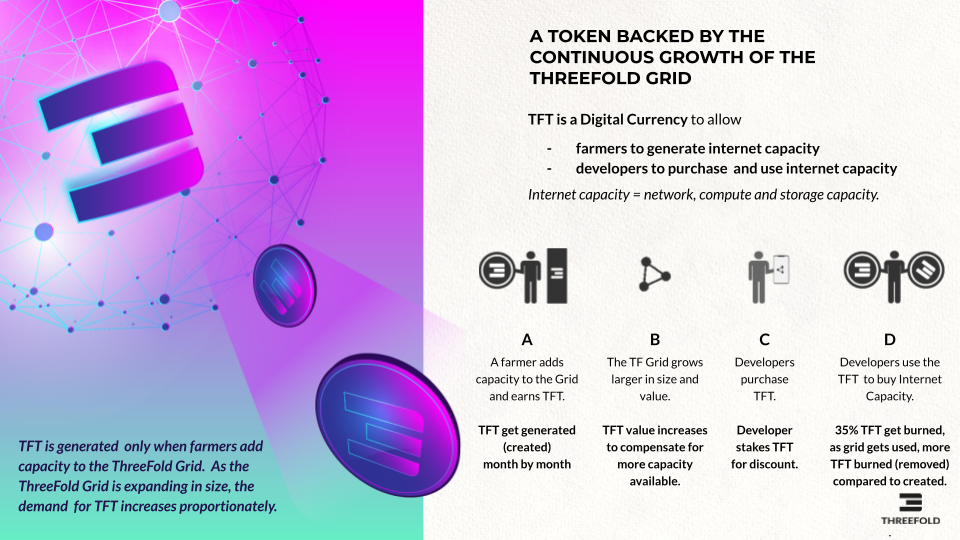 A TOKEN BACKED BY THE
CONTINUOUS GROWTH OF THE
THREEFOLD GRID
TFT is a Digital Currency to allow
- farmers to generate internet capacity
- developers to purchase and use internet capacity
Internet capacity = network, compute and storage capacity.
A
A farmer adds
capacity to the Grid
and earns TFT.
TFT get generated
(created)
month by month
B
The TF Grid grows
larger in size and
value.
TFT value increases
to compensate for
more capacity
available.
C
Developers
purchase
TFT.
Developer
stakes TFT
for discount.
D
Developers use the
TFT to buy Internet
Capacity.
35% TFT get burned,
as grid gets used, more
TFT burned (removed)
compared to created.
TFT is generated only when farmers add
capacity to the ThreeFold Grid. As the
ThreeFold Grid is expanding in size, the
demand for TFT increases proportionately.
THREEFOLD
.